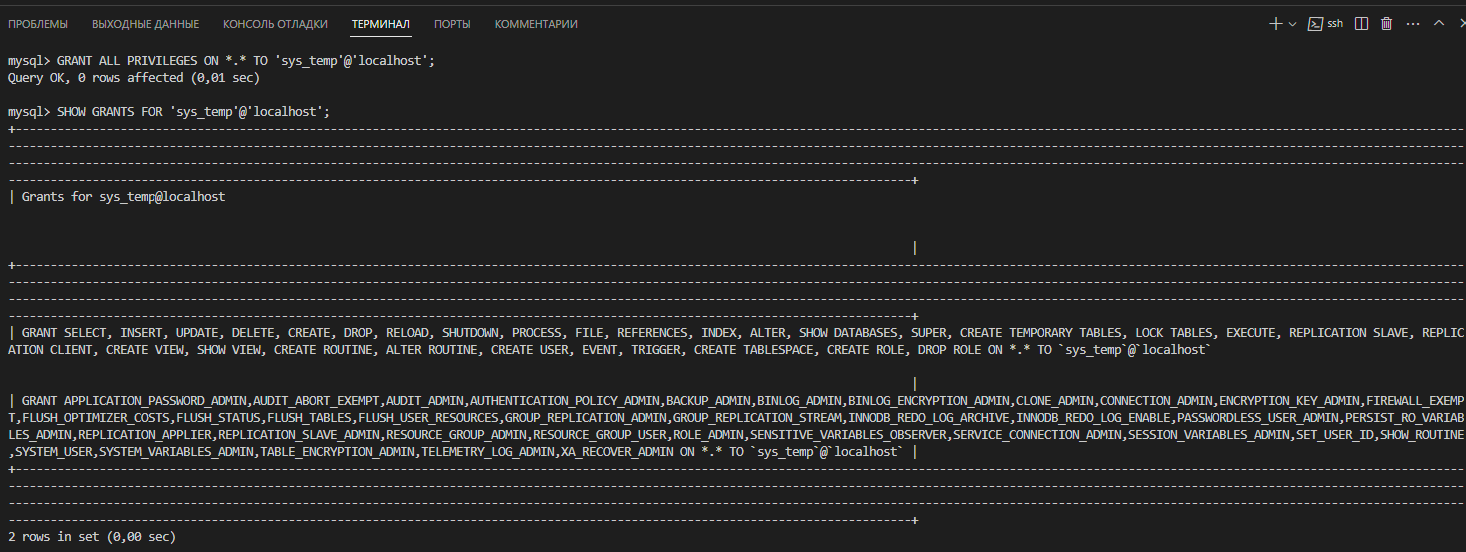 ПРОБЛЕМЫ ВЫХОДНЫЕ ДАННЫЕ КОНСОЛЬ ОТЛАДКИ ТЕРМИНАЛ ПОРТЫ КОММЕНТАРИИ ssh
mysql> GRANT ALL PRIVILEGES ON *.* TO 'sys_temp'@'localhost';
Query OK, 0 rows affected (0,01 sec)
mysql> SHOW GRANTS FOR 'sys_temp'@'localhost';
| Grants for sys_temp@localhost
|
| GRANT SELECT, INSERT, UPDATE, DELETE, CREATE, DROP, RELOAD, SHUTDOWN, PROCESS, FILE, REFERENCES, INDEX, ALTER, SHOW DATABASES, SUPER, CREATE TEMPORARY TABLES, LOCK TABLES, EXECUTE, REPLICATION SLAVE, REPLIC
ATION CLIENT, CREATE VIEW, SHOW VIEW, CREATE ROUTINE, ALTER ROUTINE, CREATE USER, EVENT, TRIGGER, CREATE TABLESPACE, CREATE ROLE, DROP ROLE ON *.* TO `sys_temp`@`localhost`
|
| GRANT APPLICATION_PASSWORD_ADMIN,AUDIT_ABORT_EXEMPT,AUDIT_ADMIN,AUTHENTICATION_POLICY_ADMIN,BACKUP_ADMIN,BINLOG_ADMIN,BINLOG_ENCRYPTION_ADMIN,CLONE_ADMIN,CONNECTION_ADMIN,ENCRYPTION_KEY_ADMIN,FIREWALL_EXEMP
T,FLUSH_OPTIMIZER_COSTS,FLUSH_STATUS,FLUSH_TABLES,FLUSH_USER_RESOURCES,GROUP_REPLICATION_ADMIN,GROUP_REPLICATION_STREAM,INNODB_REDO_LOG_ARCHIVE,INNODB_REDO_LOG_ENABLE,PASSWORDLESS_USER_ADMIN,PERSIST_RO_VARIAB
LES_ADMIN,REPLICATION_APPLIER,REPLICATION_SLAVE_ADMIN,RESOURCE_GROUP_ADMIN,RESOURCE_GROUP_USER,ROLE_ADMIN,SENSITIVE_VARIABLES_OBSERVER,SERVICE_CONNECTION_ADMIN,SESSION_VARIABLES_ADMIN,SET_USER_ID,SHOW_ROUTINE
,SYSTEM_USER,SYSTEM_VARIABLES_ADMIN,TABLE_ENCRYPTION_ADMIN,TELEMETRY_LOG_ADMIN,XA_RECOVER_ADMIN ON *.* TO `sys_temp`@`localhost` |
2 rows in set (0,00 sec)